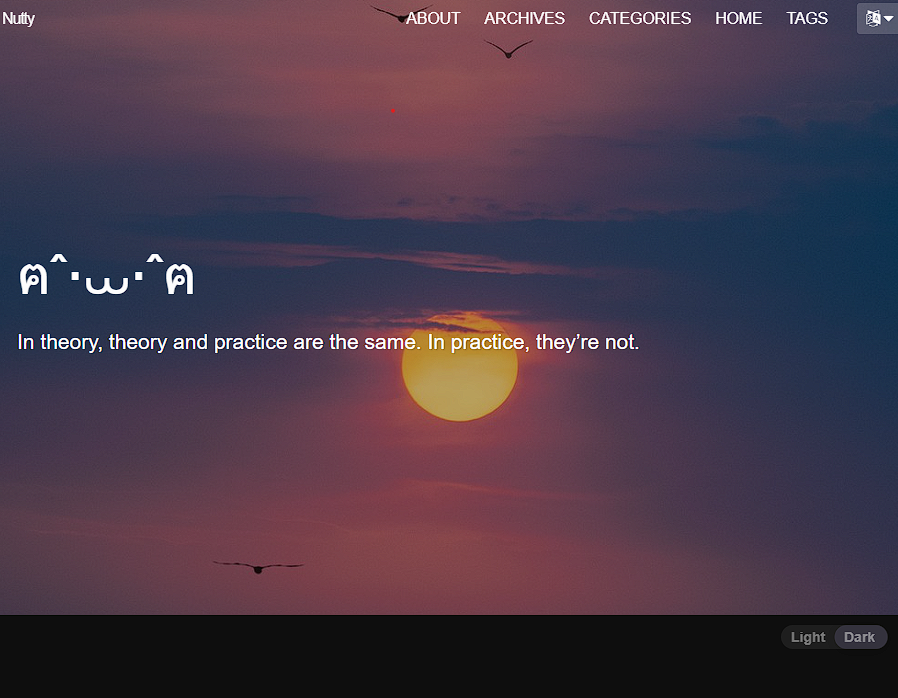 Nutty
ABOUT ARCHIVES CATEGORIES HOME TAGS
ฅ^·ω·^ฅ
In theory, theory and practice are the same. In practice, they’re not.
Light Dark